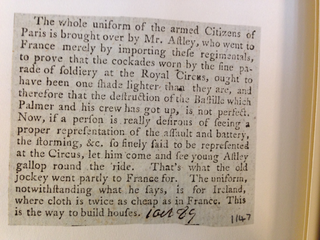 The whole uniform of the armed Citizens of
Paris is brought over by Mr. Aſtley, who went to
France merely by importing theſe regimentals,
to prove that the cockades worn by the fine pa-
rade of ſoldiery at the Royal Circus, ought to
have been one ſhade lighter than they are, and
therefore that the deſtruction of the Baſtille which
Palmer and his crew has got up, is not perfect.
Now, if a perſon is really deſirous of ſeeing a
proper repreſentation of the aſſault and battery,
the ſtorming, &c. ſo finely ſaid to be repreſented
at the Circus, let him come and ſee young Aſtley
gallop round the ride. That's what the old
jockey went partly to France for. The uniform,
notwithſtanding what he ſays, is for Ireland,
where cloth is twice as cheap as in France. This
is the way to build houſes. 1 oct 89
1147